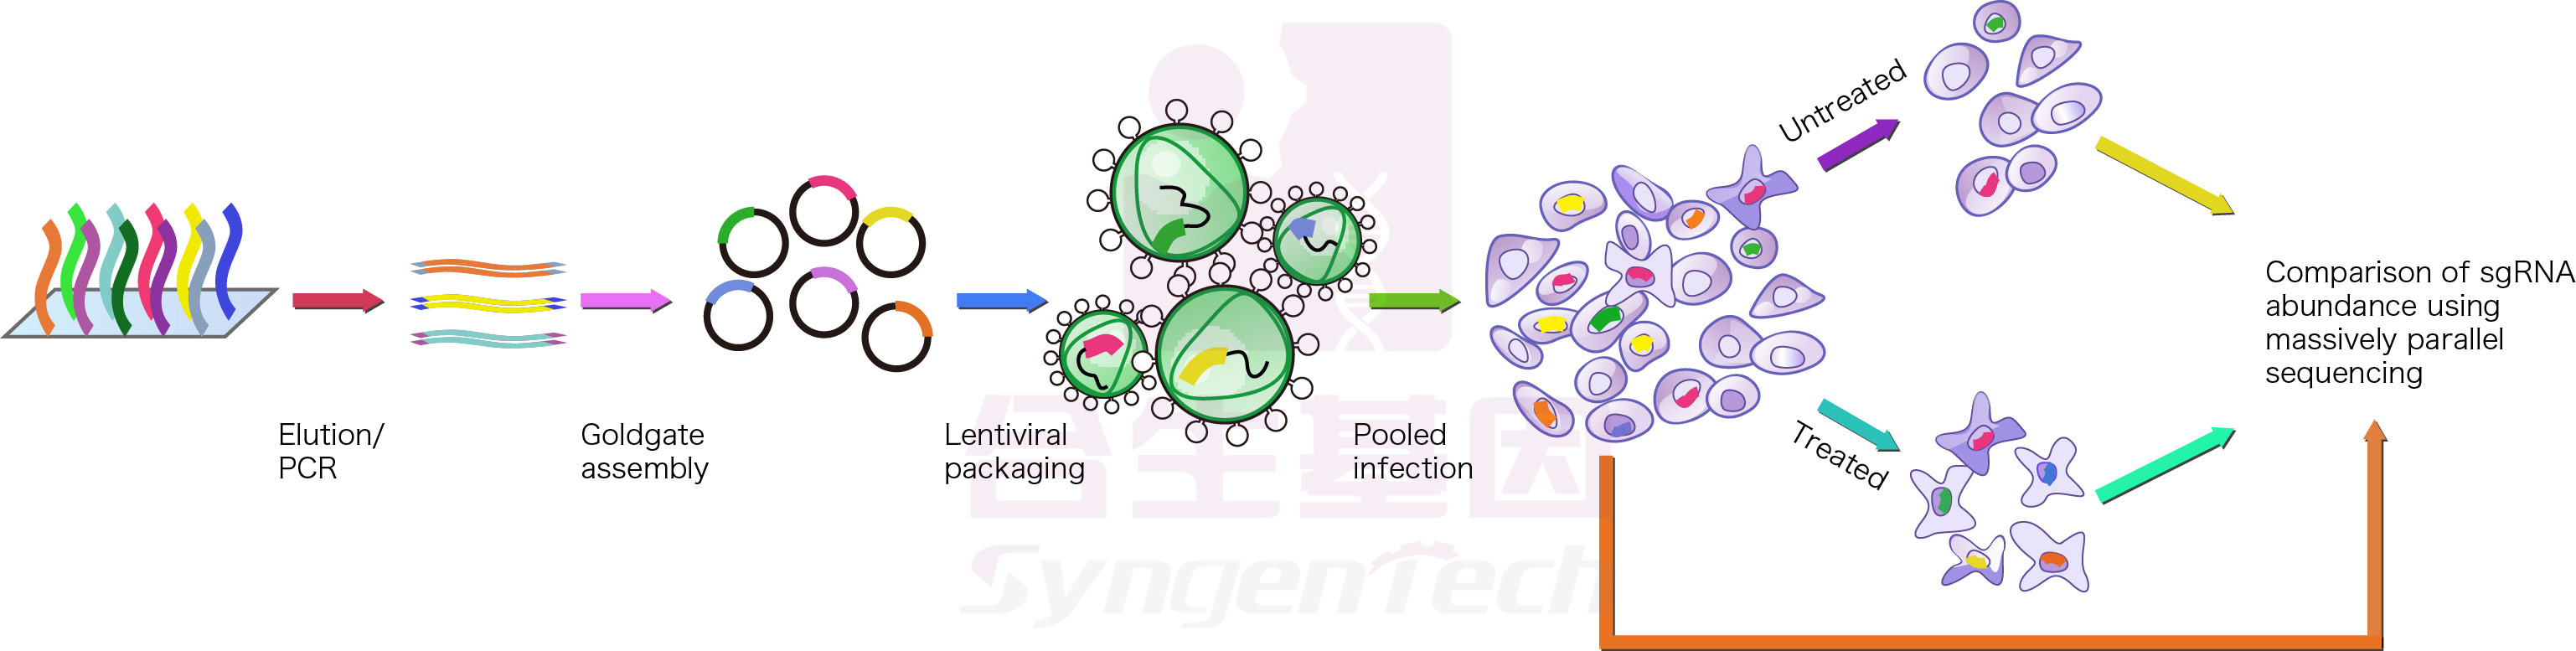 Elution/
PCR
Goldgate
assembly
Lentiviral
packaging
Pooled
infection
Untreated
Treated
Comparison of sgRNA
abundance using
massively parallel
sequencing
合生基因
SyngenTech